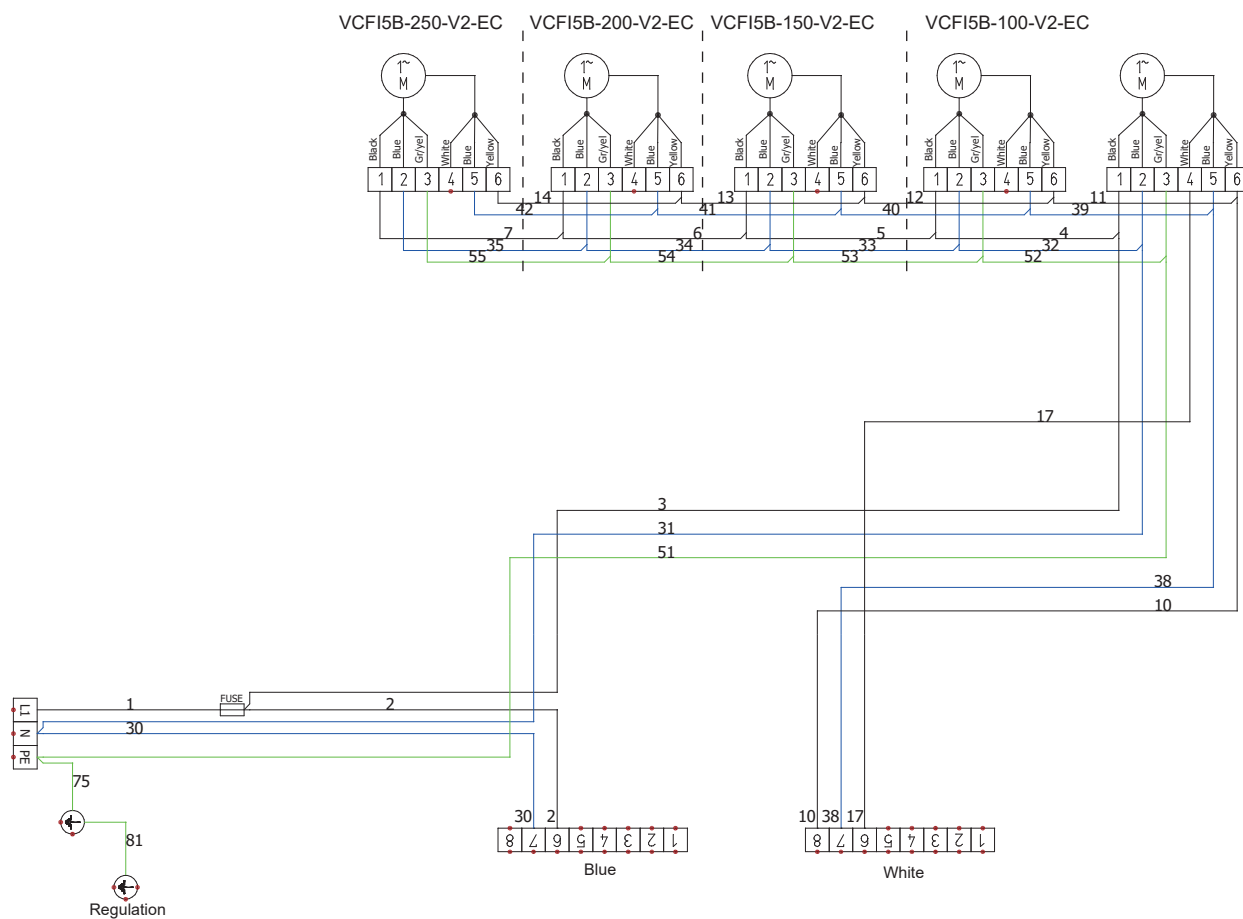 VCFI5B-250-V2-EC VCFI5B-200-V2-EC VCFI5B-150-V2-EC VCFI5B-100-V2-EC
1~ 1~ 1~ 1~ 1~
M M M M M
Black Blue Gr/yel White Blue Yellow Black Blue Gr/yel White Blue Yellow Black Blue Gr/yel White Blue Yellow Black Blue Gr/yel White Blue Yellow Black Blue Gr/yel White Blue Yellow
1 2 3 4 5 6 1 2 3 4 5 6 1 2 3 4 5 6 1 2 3 4 5 6 1 2 3 4 5 6
14 13 12 11
42 41 40 39
7 6 5 4
35 34 33 32
55 54 53 52
17
3
31
51
38
10
FUSE
L1 1 2
N 30
PE
75
81
30 2 10 38 17
8 7 6 5 4 3 2 1 8 7 6 5 4 3 2 1
Blue White
Regulation